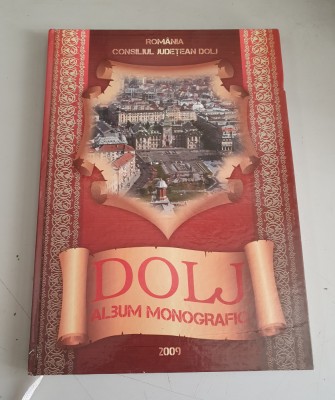 ROMÂNIA
CONSILIUL JUDEȚEAN DOLJ
DOLJ
ALBUM MONOGRAFIC
2009